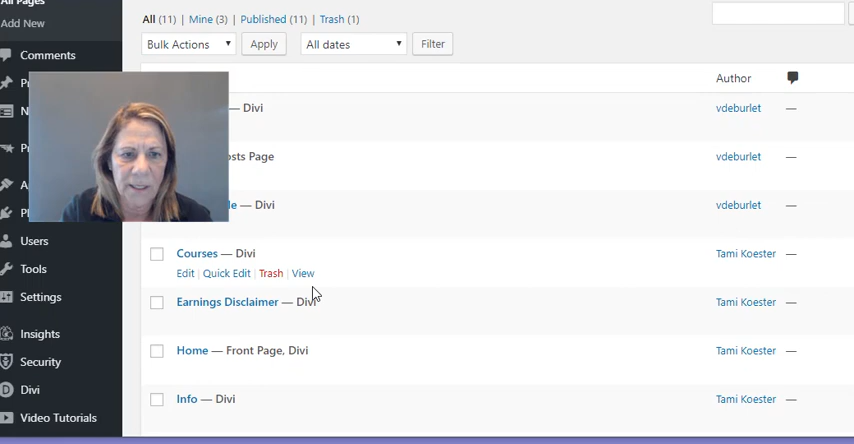 All Pages
Add New
Comments
Users
Tools
Settings
Insights
Security
Divi
Video Tutorials
All (11) | Mine (3) | Published (11) | Trash (1)
Bulk Actions Apply All dates Filter
Author
— Divi vdeburlet —
Page vdeburlet —
— Divi vdeburlet —
Courses — Divi Tami Koester —
Edit | Quick Edit | Trash | View
Earnings Disclaimer — Divi Tami Koester —
Home — Front Page, Divi Tami Koester —
Info — Divi Tami Koester —